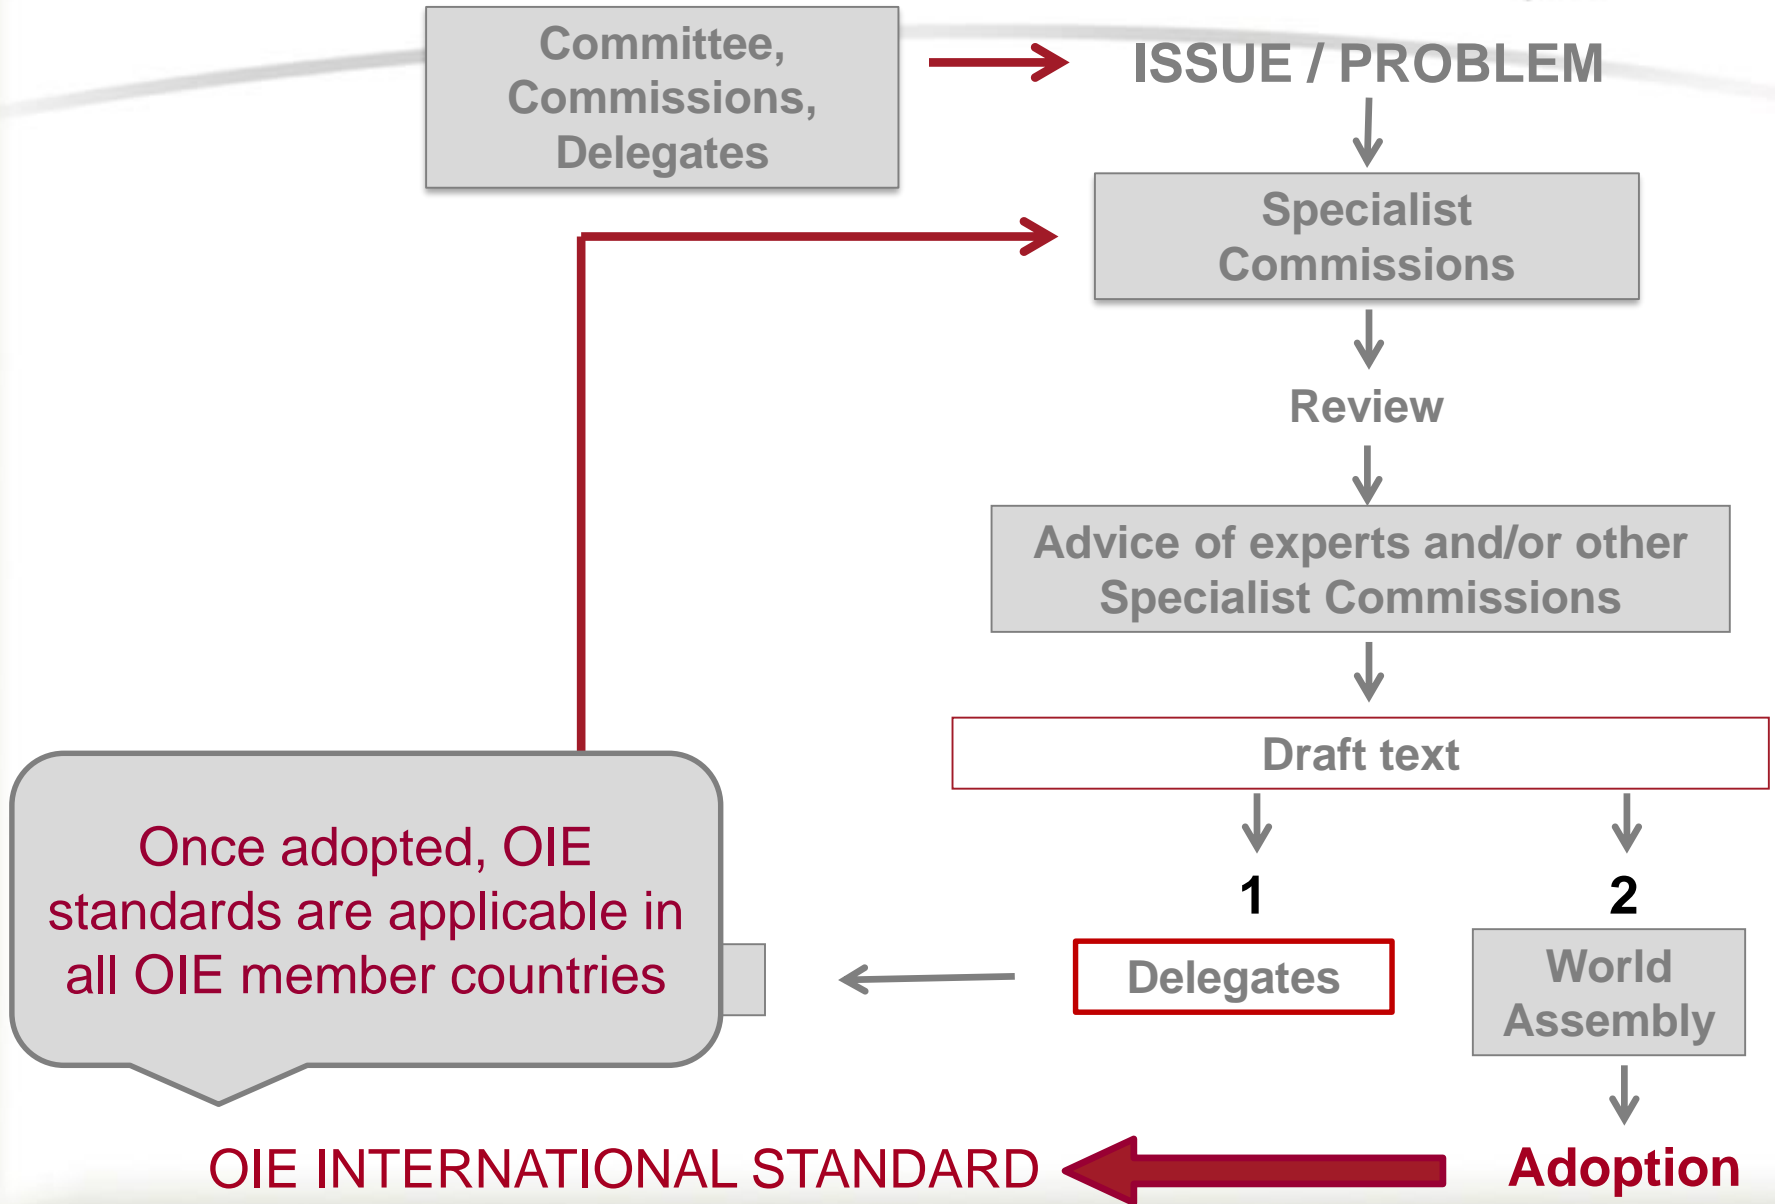 Committee,
Commissions,
Delegates
ISSUE / PROBLEM
Specialist
Commissions
Review
Advice of experts and/or other
Specialist Commissions
Draft text
1
2
Delegates
World
Assembly
Once adopted, OIE
standards are applicable in
all OIE member countries
OIE INTERNATIONAL STANDARD
Adoption